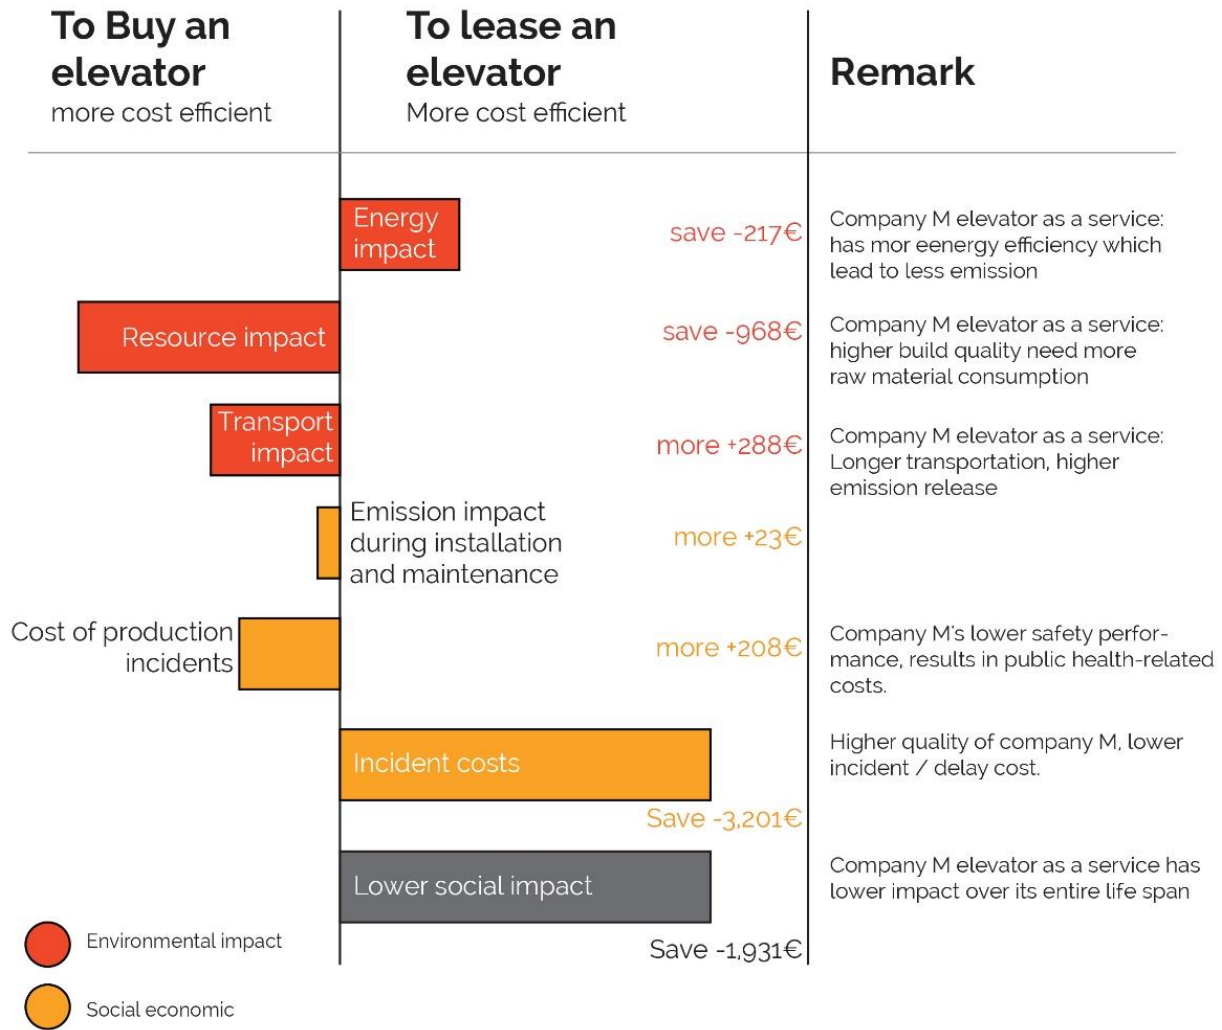 To Buy an
elevator
more cost efficient
To lease an
elevator
More cost efficient
Remark
Energy
impact
save -217€
Company M elevator as a service:
has mor eenergy efficiency which
lead to less emission
Resource impact
save -968€
Company M elevator as a service:
higher build quality need more
raw material consumption
Transport
impact
more +288€
Company M elevator as a service:
Longer transportation, higher
emission release
Emission impact
during installation
and maintenance
more +23€
Cost of production
incidents
more +208€
Company M's lower safety perfor-
mance, results in public health-related
costs.
Incident costs
Save -3,201€
Higher quality of company M, lower
incident / delay cost.
Lower social impact
Save -1,931€
Company M elevator as a service has
lower impact over its entire life span
Environmental impact
Social economic